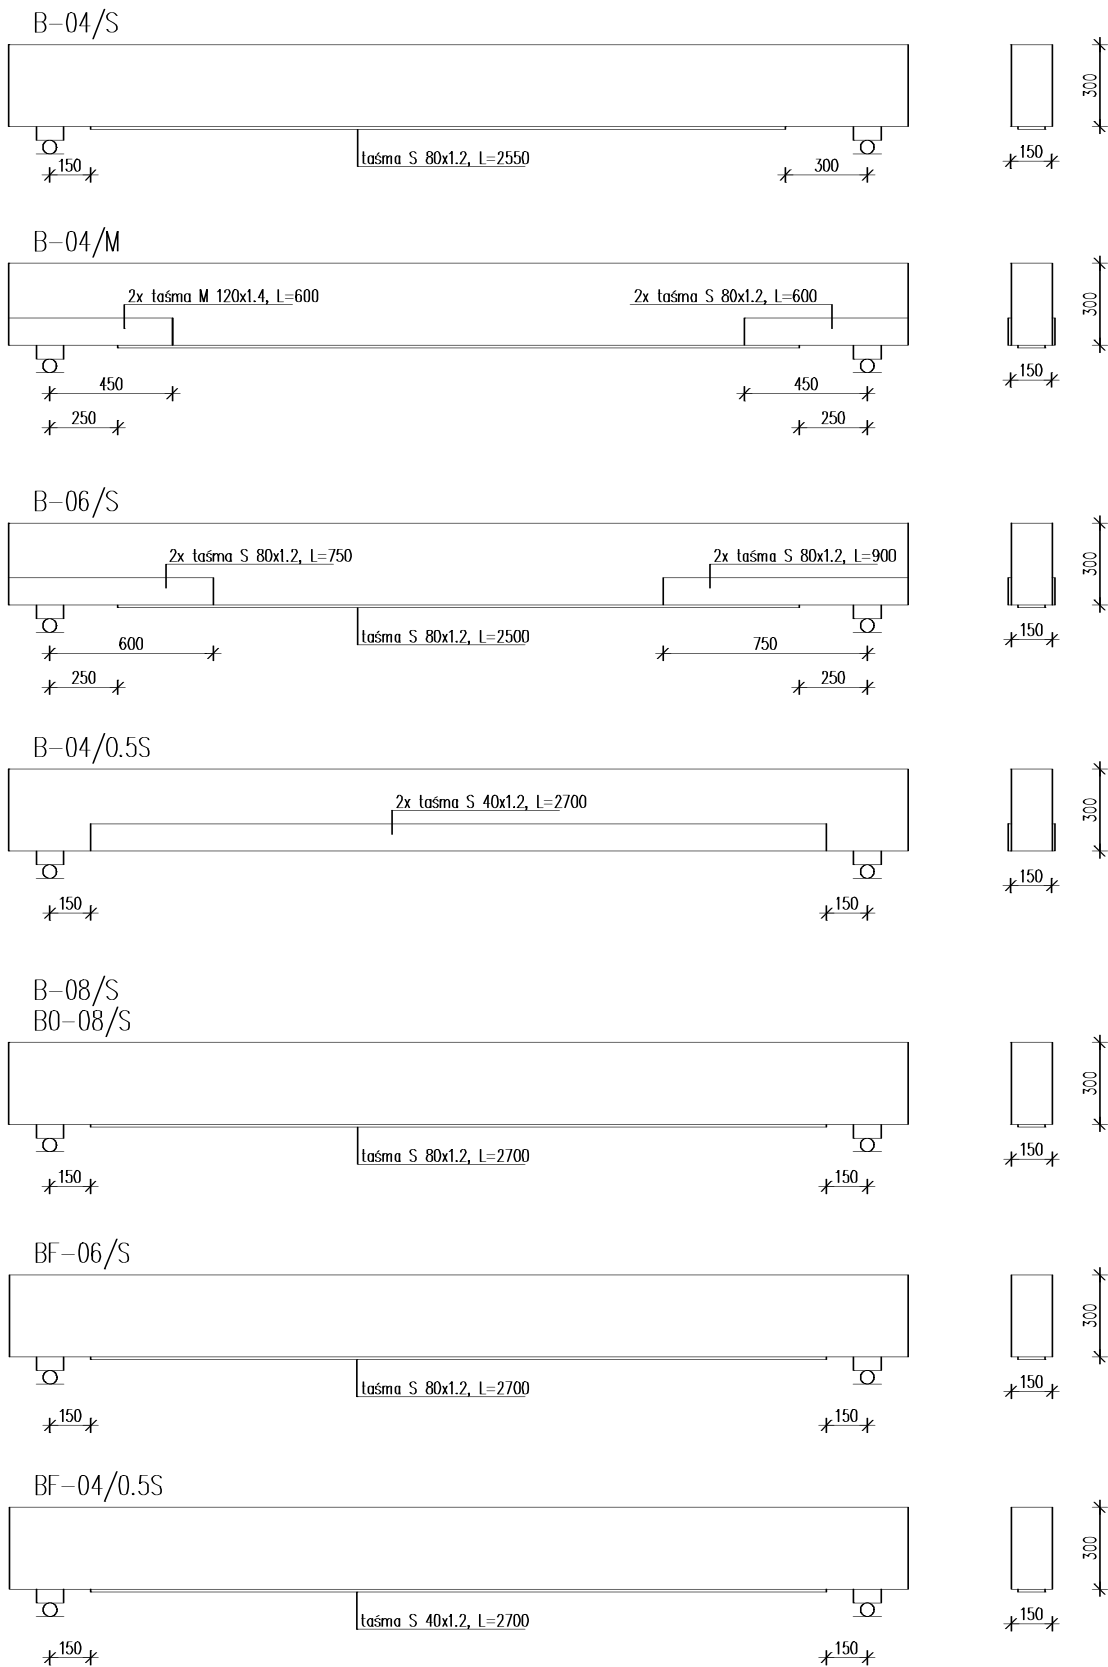 B-04/S
300
taśma S 80x1.2, L=2550
150
300
150
B-04/M
2x taśma M 120x1.4, L=600
2x taśma S 80x1.2, L=600
300
450
450
150
250
250
B-06/S
2x taśma S 80x1.2, L=750
2x taśma S 80x1.2, L=900
300
taśma S 80x1.2, L=2500
600
750
150
250
250
B-04/0.5S
2x taśma S 40x1.2, L=2700
300
150
150
150
B-08/S
B0-08/S
300
taśma S 80x1.2, L=2700
150
150
150
BF-06/S
300
taśma S 80x1.2, L=2700
150
150
150
BF-04/0.5S
300
taśma S 40x1.2, L=2700
150
150
150